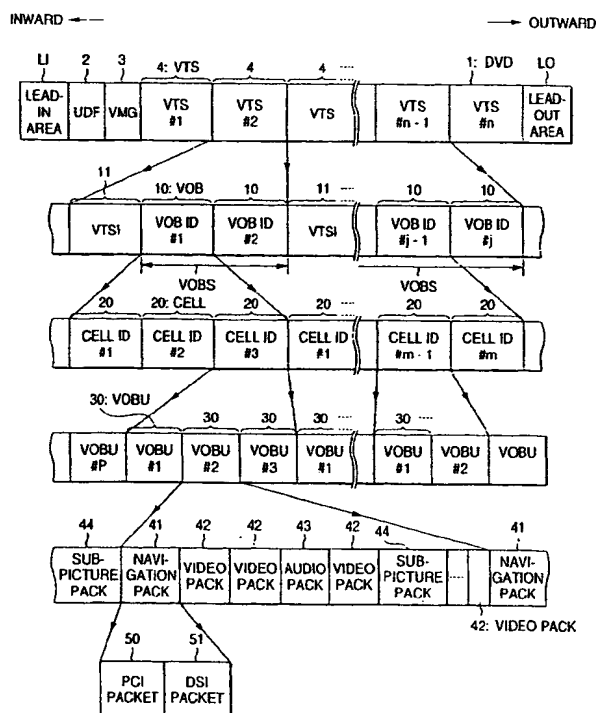 INWARD
OUTWARD
LI 2 3 4: VTS 4 4 ···· 1: DVD LO
LEAD-IN AREA UDF VMG VTS #1 VTS #2 VTS VTS #n - 1 VTS #n LEAD-OUT AREA
11 10: VOB 10 11 ···· 10 10
VTSI VOB ID #1 VOB ID #2 VTSI VOB ID #j - 1 VOB ID #j
VOBS VOBS
20 20: CELL 20 20 ···· 20 20
CELL ID #1 CELL ID #2 CELL ID #3 CELL ID #1 CELL ID #m - 1 CELL ID #m
30: VOBU 30 30 30 ···· 30 ····
VOBU #P VOBU #1 VOBU #2 VOBU #3 VOBU #1 VOBU #1 VOBU #2 VOBU
44 41 42 42 43 42 44 41
SUB-PICTURE PACK NAVI-GATION PACK VIDEO PACK VIDEO PACK AUDIO PACK VIDEO PACK SUB-PICTURE PACK ···· NAVI-GATION PACK
42: VIDEO PACK
50 51
PCI PACKET DSI PACKET